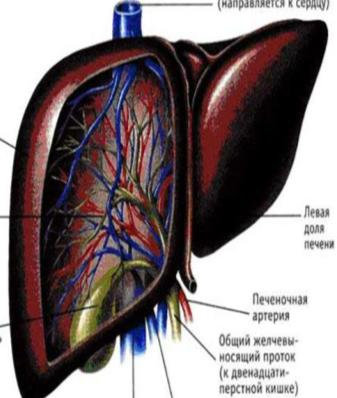 (направляется к сердцу)
Левая
доля
печени
Печеночная
артерия
Общий желчевы-
носящий проток
(к двенадцати-
перстной кишке)